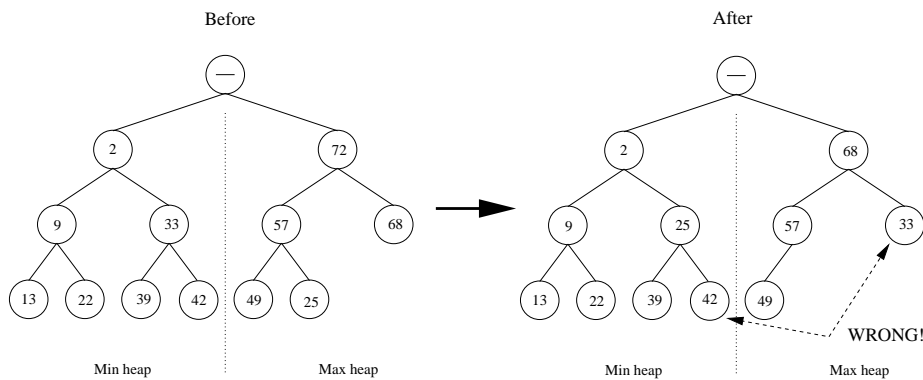 Before After
— —
2 72 2 68
9 33 57 68 9 25 57 33
13 22 39 42 49 25 13 22 39 42 49
WRONG!
Min heap Max heap Min heap Max heap